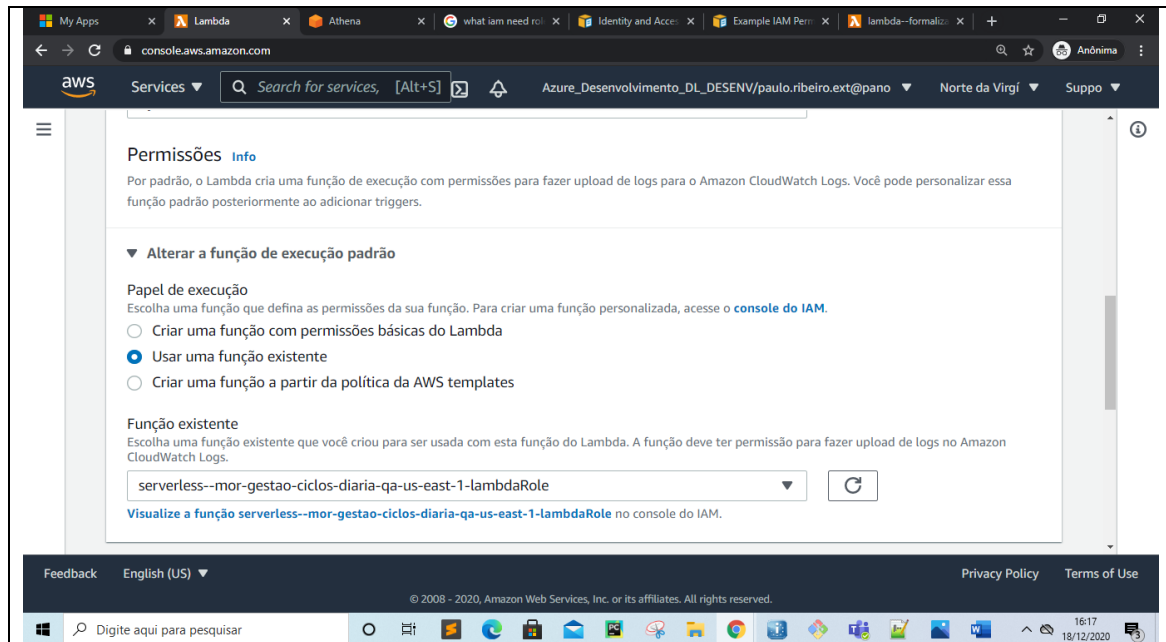 My Apps
Lambda
Athena
what iam need rol
Identity and Acces
Example IAM Perm
lambda--formaliza
console.aws.amazon.com
Anônima
aws
Services
Search for services,
[Alt+S]
Azure_Desenvolvimento_DL_DESENV/paulo.ribeiro.ext@pano
Norte da Virgí
Suppo
Permissões Info
Por padrão, o Lambda cria uma função de execução com permissões para fazer upload de logs para o Amazon CloudWatch Logs. Você pode personalizar essa
função padrão posteriormente ao adicionar triggers.
Alterar a função de execução padrão
Papel de execução
Escolha uma função que defina as permissões da sua função. Para criar uma função personalizada, acesse o console do IAM.
Criar uma função com permissões básicas do Lambda
Usar uma função existente
Criar uma função a partir da política da AWS templates
Função existente
Escolha uma função existente que você criou para ser usada com esta função do Lambda. A função deve ter permissão para fazer upload de logs no Amazon
CloudWatch Logs.
serverless--mor-gestao-ciclos-diaria-qa-us-east-1-lambdaRole
Visualize a função serverless--mor-gestao-ciclos-diaria-qa-us-east-1-lambdaRole no console do IAM.
Feedback
English (US)
Privacy Policy
Terms of Use
© 2008 - 2020, Amazon Web Services, Inc. or its affiliates. All rights reserved.
Digite aqui para pesquisar
16:17
18/12/2020